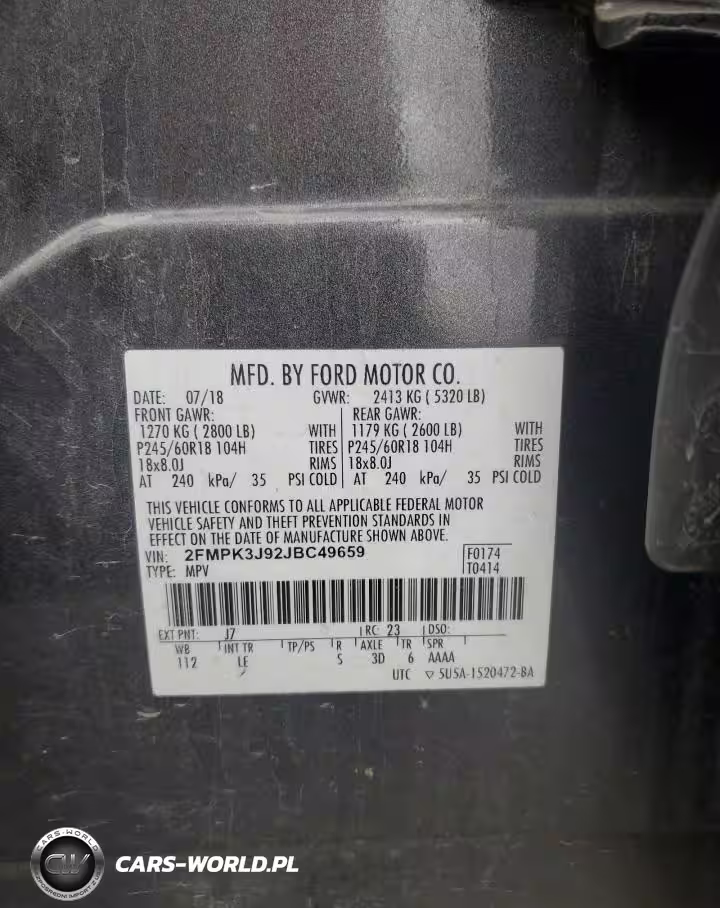 MFD. BY FORD MOTOR CO.
DATE: 07/18 GVWR: 2413 KG ( 5320 LB)
FRONT GAWR: REAR GAWR:
1270 KG ( 2800 LB) WITH 1179 KG ( 2600 LB) WITH
P245/60R18 104H TIRES P245/60R18 104H TIRES
18x8.0J RIMS 18x8.0J RIMS
AT 240 kPa/ 35 PSI COLD AT 240 kPa/ 35 PSI COLD
THIS VEHICLE CONFORMS TO ALL APPLICABLE FEDERAL MOTOR
VEHICLE SAFETY AND THEFT PREVENTION STANDARDS IN
EFFECT ON THE DATE OF MANUFACTURE SHOWN ABOVE.
VIN: 2FMPK3J92JBC49659 F0174
TYPE: MPV T0414
EXT PNT: J7 RC: 23 DSO:
WB INT TR TP/PS R AXLE TR SPR
112 LE S 3D 6 AAAA
UTC ▽ 5U5A-1520472-BA
CARS-WORLD
CW
CARS-WORLD.PL